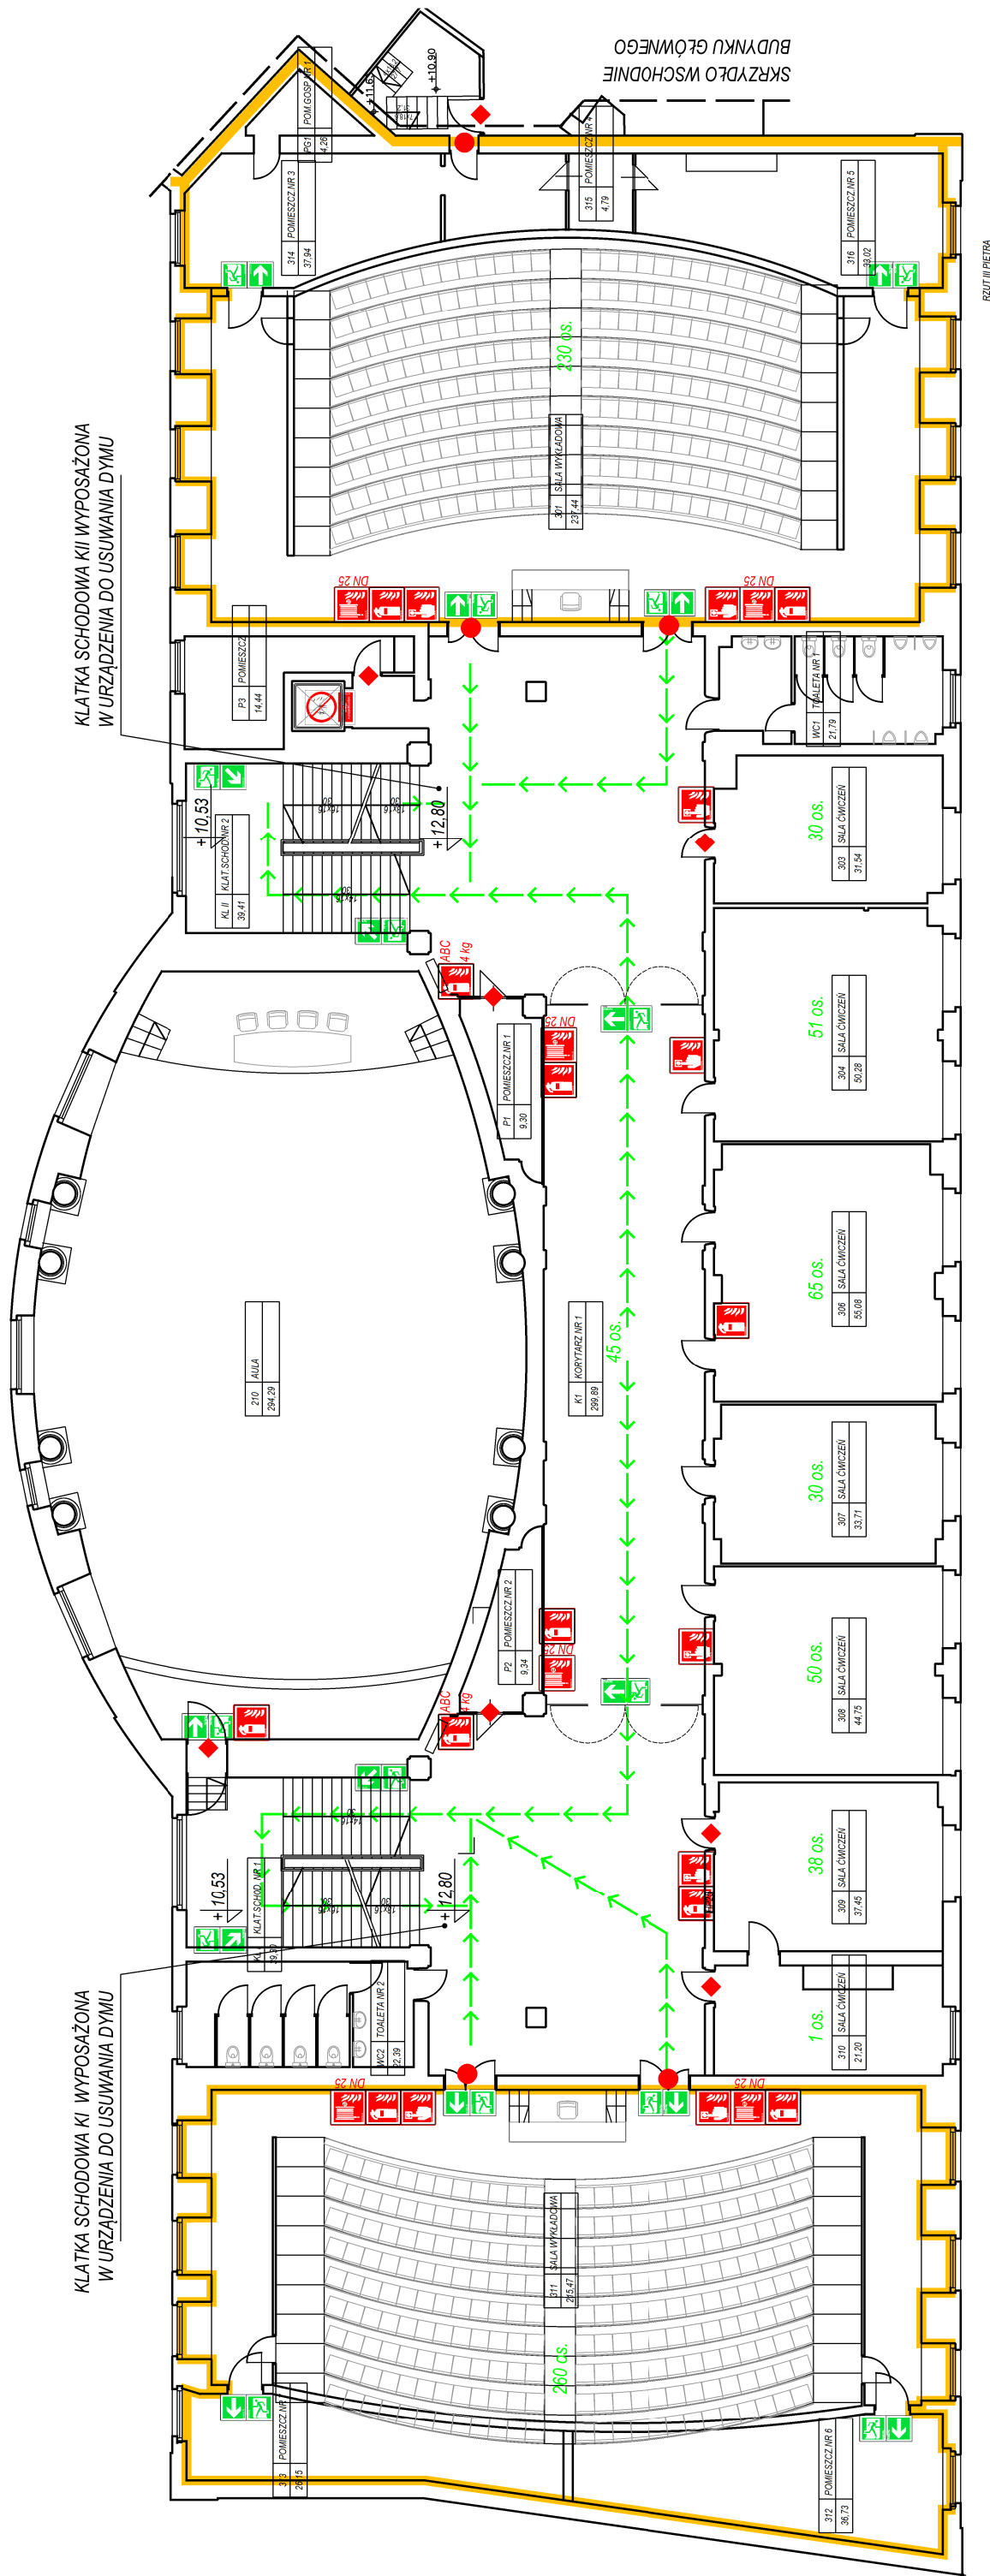 SKRZYDŁO WSCHODNIE
BUDYNKU GŁÓWNEGO
+10.90
PG1 POM.GOSP.NR 1
4,26
314 POMIESZCZ.NR 3
37,94
315 POMIESZCZ.NR 4
4,79
316 POMIESZCZ.NR 5
33,02
RZUT III PIETRA
230 os.
301 SALA WYKŁADOWA
237,44
KLATKA SCHODOWA KII WYPOSAŻONA
W URZĄDZENIA DO USUWANIA DYMU
DN 25
DN 25
P3 POMIESZCZ
14,44
WC1 TOALETA NR 1
21,79
+10,53
+12,80
KL II KLAT.SCHOD.NR 2
39,41
16x16
30
14x16
30
30 os.
303 SALA ĆWICZEŃ
31,54
ABC
4 kg
DN 25
51 os.
304 SALA ĆWICZEŃ
50,28
P1 POMIESZCZ.NR 1
9,30
65 os.
306 SALA ĆWICZEŃ
55,08
210 AULA
294,29
K1 KORYTARZ NR 1
299,89
45 os.
30 os.
307 SALA ĆWICZEŃ
33,71
P2 POMIESZCZ.NR 2
9,34
50 os.
308 SALA ĆWICZEŃ
44,75
DN 25
ABC
4 kg
14x16
30
38 os.
309 SALA ĆWICZEŃ
37,45
KLAT.SCHOD. NR 1
+10,53
+12,80
KLATKA SCHODOWA KI WYPOSAŻONA
W URZĄDZENIA DO USUWANIA DYMU
WC2 TOALETA NR 2
22,39
1 os.
310 SALA ĆWICZEŃ
21,20
DN 25
DN 25
311 SALA WYKŁADOWA
215,47
260 os.
313 POMIESZCZ.NR
26,15
312 POMIESZCZ.NR 6
36,73